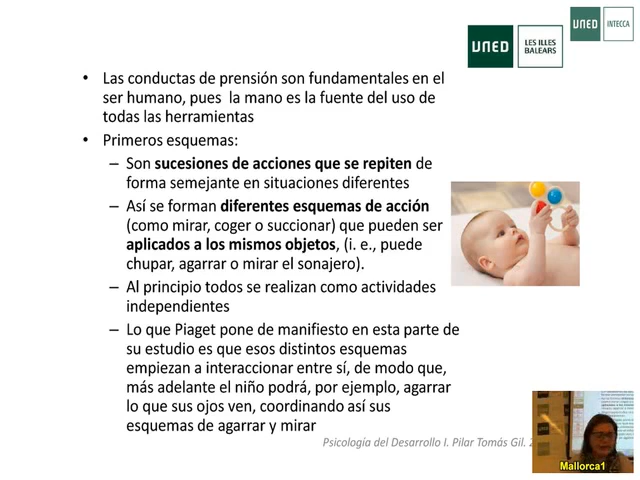 UNED
INTECCA
UNED
LES ILLES
BALEARS
• Las conductas de prensión son fundamentales en el
ser humano, pues la mano es la fuente del uso de
todas las herramientas
• Primeros esquemas:
– Son sucesiones de acciones que se repiten de
forma semejante en situaciones diferentes
– Así se forman diferentes esquemas de acción
(como mirar, coger o succionar) que pueden ser
aplicados a los mismos objetos, (i. e., puede
chupar, agarrar o mirar el sonajero).
– Al principio todos se realizan como actividades
independientes
– Lo que Piaget pone de manifiesto en esta parte de
su estudio es que esos distintos esquemas
empiezan a interaccionar entre sí, de modo que,
más adelante el niño podrá, por ejemplo, agarrar
lo que sus ojos ven, coordinando así sus
esquemas de agarrar y mirar
Psicología del Desarrollo I. Pilar Tomás Gil.
Mallorca1